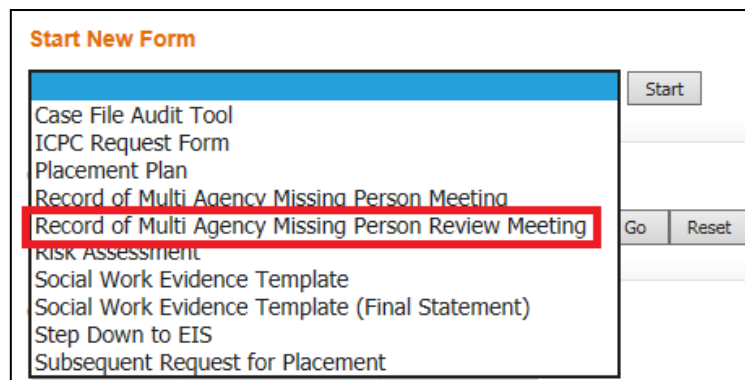 Start New Form
Start
Case File Audit Tool
ICPC Request Form
Placement Plan
Record of Multi Agency Missing Person Meeting
Record of Multi Agency Missing Person Review Meeting
Go Reset
Risk Assessment
Social Work Evidence Template
Social Work Evidence Template (Final Statement)
Step Down to EIS
Subsequent Request for Placement